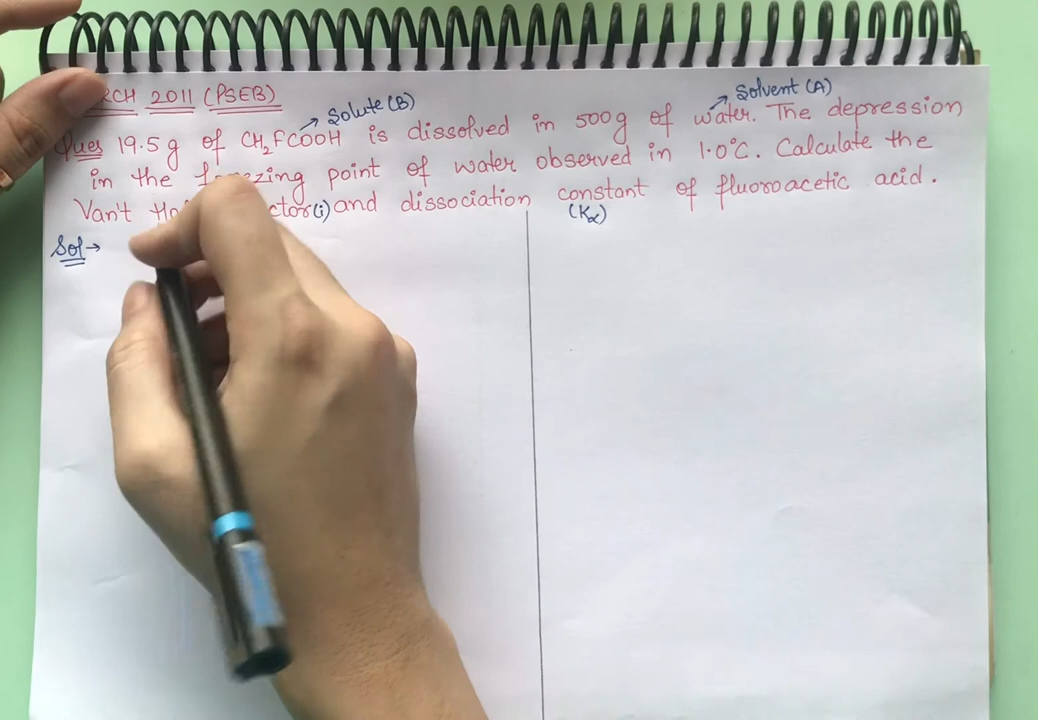 RCH 2011 (PSEB)
Solute (B)
Solvent (A)
Ques 19.5 g of CH2FCOOH is dissolved in 500g of water. The depression
in the point of water observed in 1.0°C. Calculate the
Van't (i) and dissociation constant of fluoroacetic acid.
(Kα)
Sol →